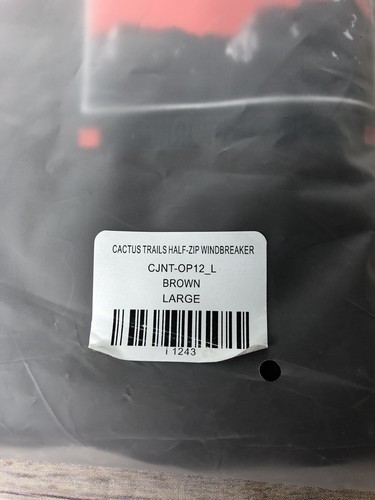 CACTUS TRAILS HALF-ZIP WINDBREAKER
CJNT-OP12_L
BROWN
LARGE
11243